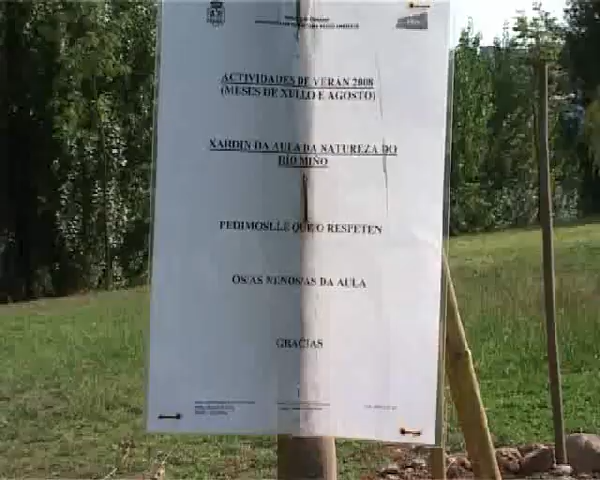 ACTIVIDADES DE VERÁN 2008
(MESES DE XULLO E AGOSTO)
XARDIN DA AULA DA NATUREZA DO
RÍO MIÑO
PEDIMOSLLE QUE O RESPETEN
OS/AS NENOS/AS DA AULA
GRACIAS